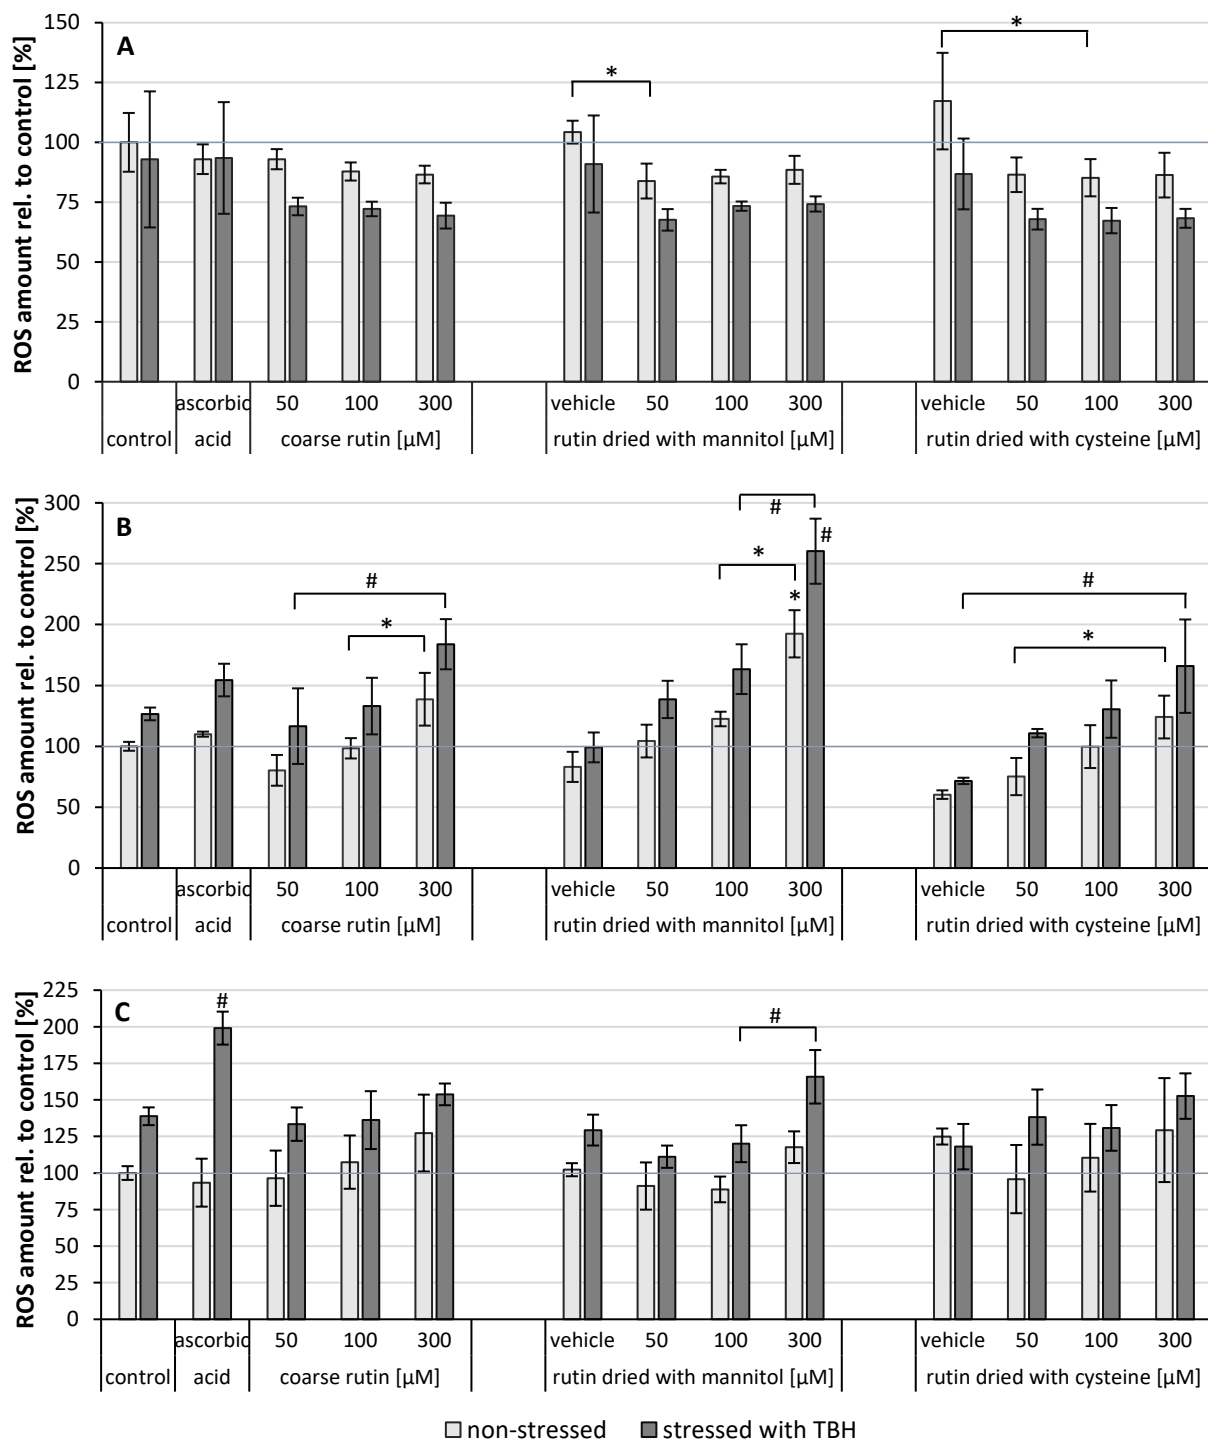 A
ROS amount rel. to control [%]
150
125
100
75
50
25
0
*
*
ascorbic 50 100 300 vehicle 50 100 300 vehicle 50 100 300
control acid coarse rutin [µM] rutin dried with mannitol [µM] rutin dried with cysteine [µM]
B
ROS amount rel. to control [%]
300
250
200
150
100
50
0
#
*
#
*
#
*
#
*
ascorbic 50 100 300 vehicle 50 100 300 vehicle 50 100 300
control acid coarse rutin [µM] rutin dried with mannitol [µM] rutin dried with cysteine [µM]
C
ROS amount rel. to control [%]
225
200
175
150
125
100
75
50
25
0
#
#
ascorbic 50 100 300 vehicle 50 100 300 vehicle 50 100 300
control acid coarse rutin [µM] rutin dried with mannitol [µM] rutin dried with cysteine [µM]
non-stressed stressed with TBH